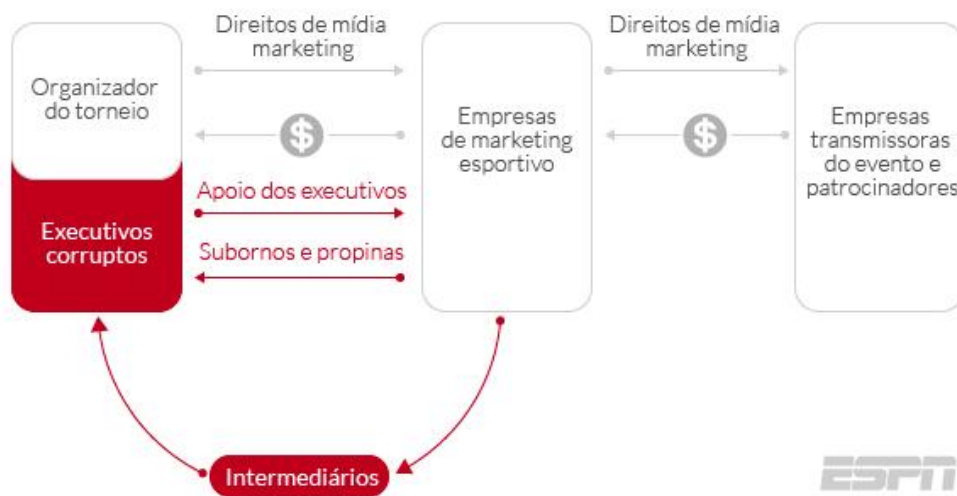 Direitos de mídia
marketing
Direitos de mídia
marketing
Organizador
do torneio
$
Empresas
de marketing
esportivo
$
Empresas
transmissoras
do evento e
patrocinadores
Apoio dos executivos
Executivos
corruptos
Subornos e propinas
Intermediários
ESPN